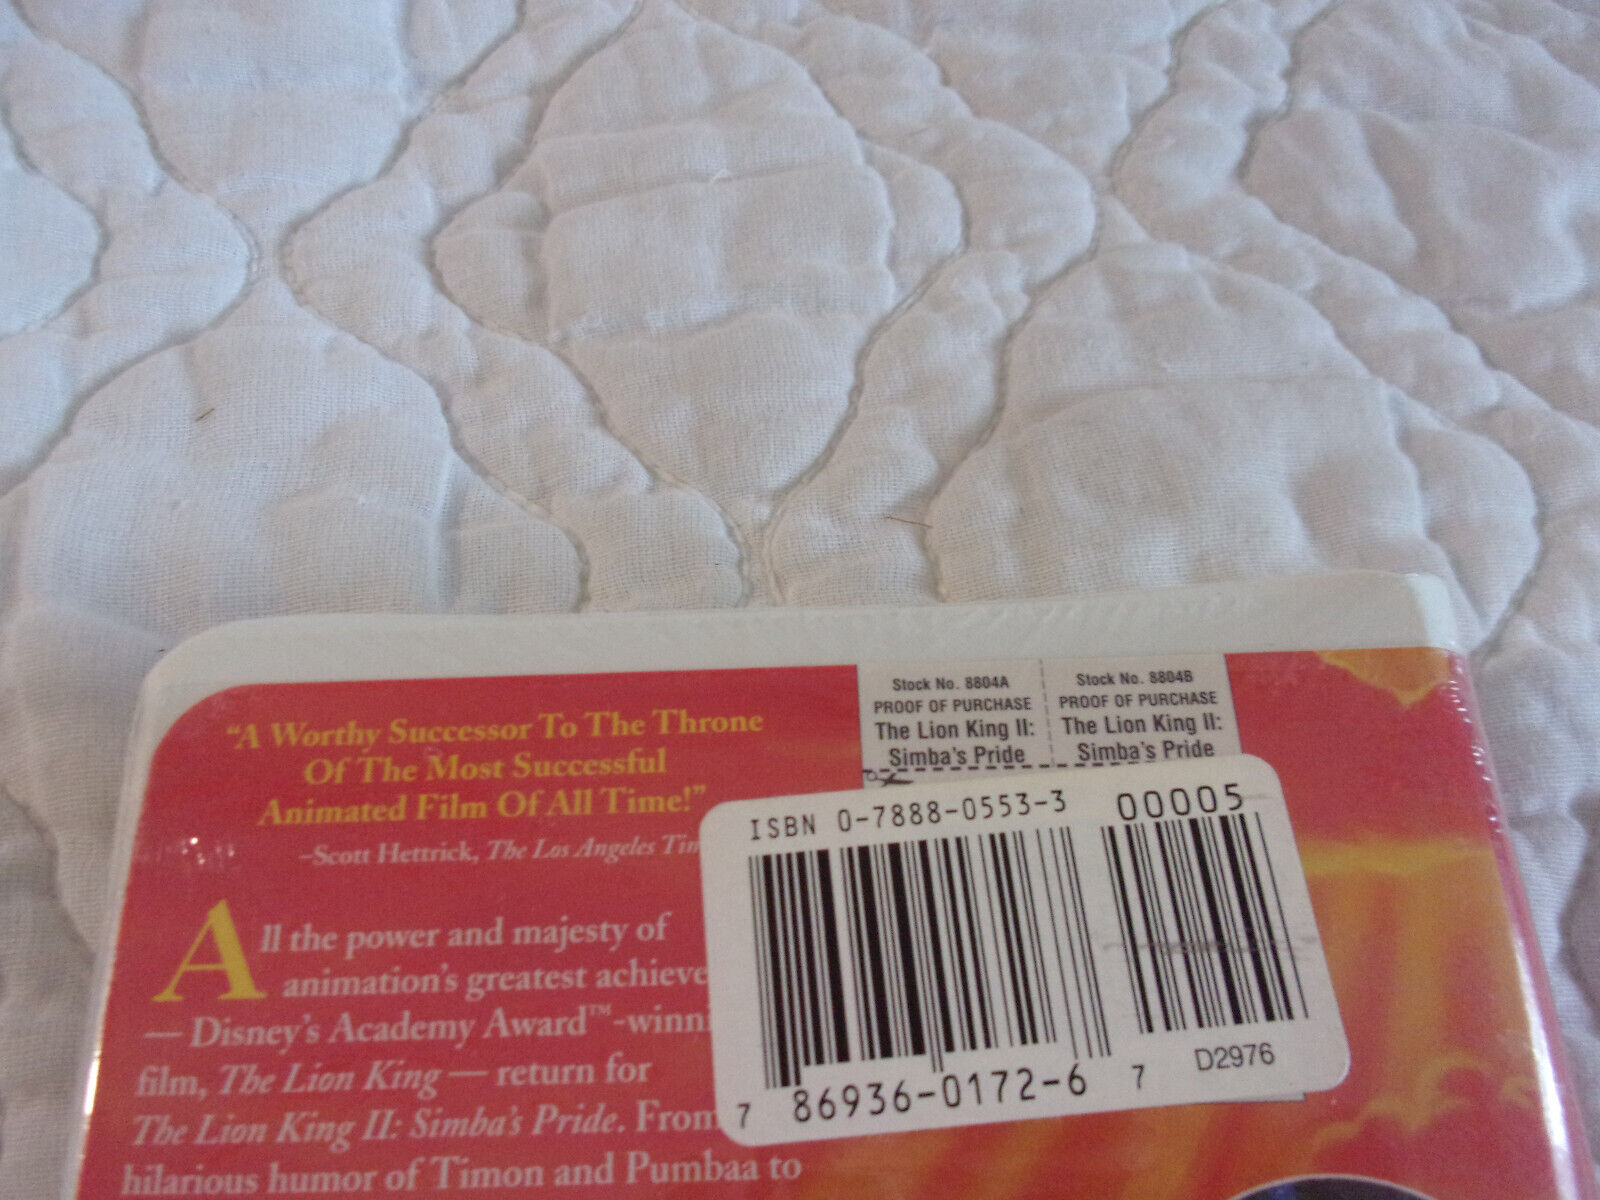 "A Worthy Successor To The Throne
Of The Most Successful
Animated Film Of All Time!"
–Scott Hettrick, The Los Angeles
All the power and majesty of
animation's greatest
— Disney's Academy Award™
film, The Lion King — return for
The Lion King II: Simba's Pride. From
hilarious humor of Timon and Pumbaa to
Stock No. 8804A
PROOF OF PURCHASE
The Lion King II:
Simba's Pride
Stock No. 8804B
PROOF OF PURCHASE
The Lion King II:
Simba's Pride
ISBN 0-7888-0553-3
00005
7 86936-0172-6 7
D2976